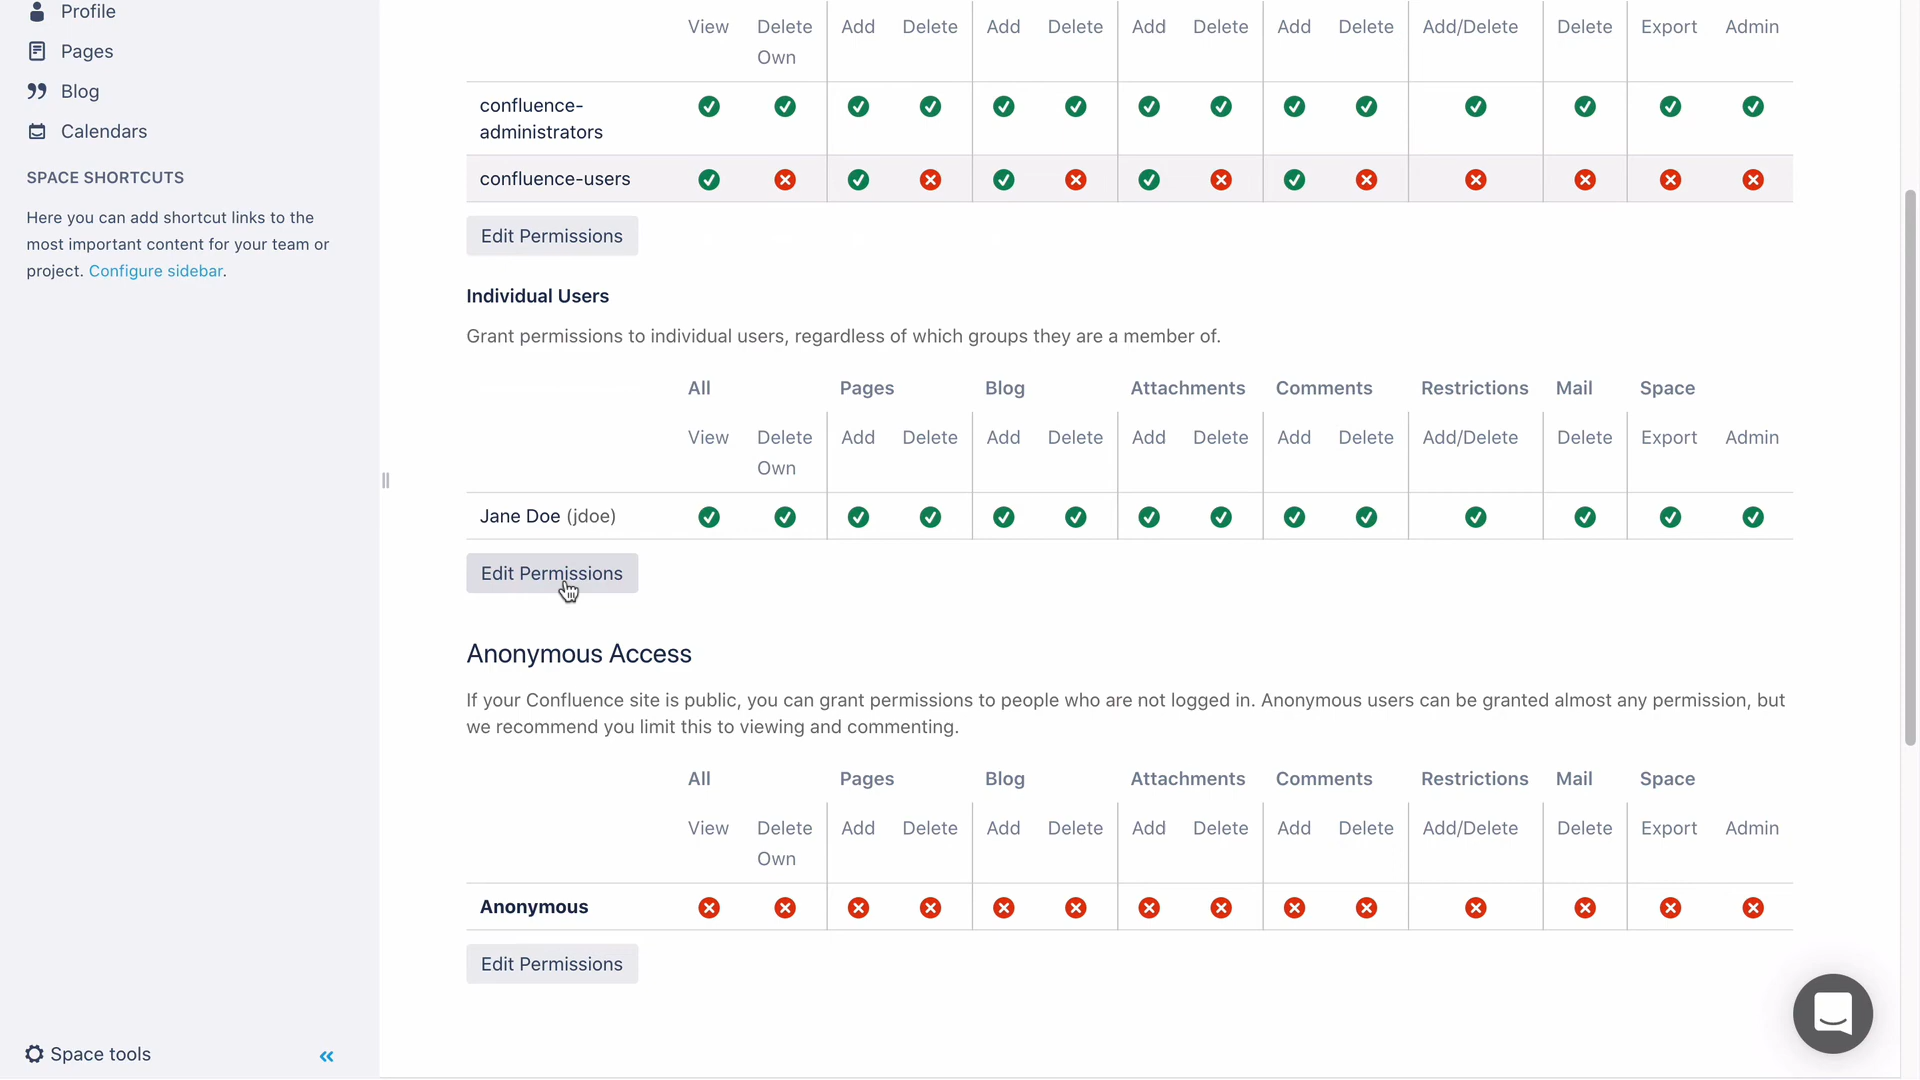 Profile
Pages
Blog
Calendars
SPACE SHORTCUTS
Here you can add shortcut links to the
most important content for your team or
project. Configure sidebar.
Space tools
View Delete Add Delete Add Delete Add Delete Add Delete Add/Delete Delete Export Admin
Own
confluence-
administrators
confluence-users
Edit Permissions
Individual Users
Grant permissions to individual users, regardless of which groups they are a member of.
All Pages Blog Attachments Comments Restrictions Mail Space
View Delete Add Delete Add Delete Add Delete Add Delete Add/Delete Delete Export Admin
Own
Jane Doe (jdoe)
Edit Permissions
Anonymous Access
If your Confluence site is public, you can grant permissions to people who are not logged in. Anonymous users can be granted almost any permission, but
we recommend you limit this to viewing and commenting.
All Pages Blog Attachments Comments Restrictions Mail Space
View Delete Add Delete Add Delete Add Delete Add Delete Add/Delete Delete Export Admin
Own
Anonymous
Edit Permissions